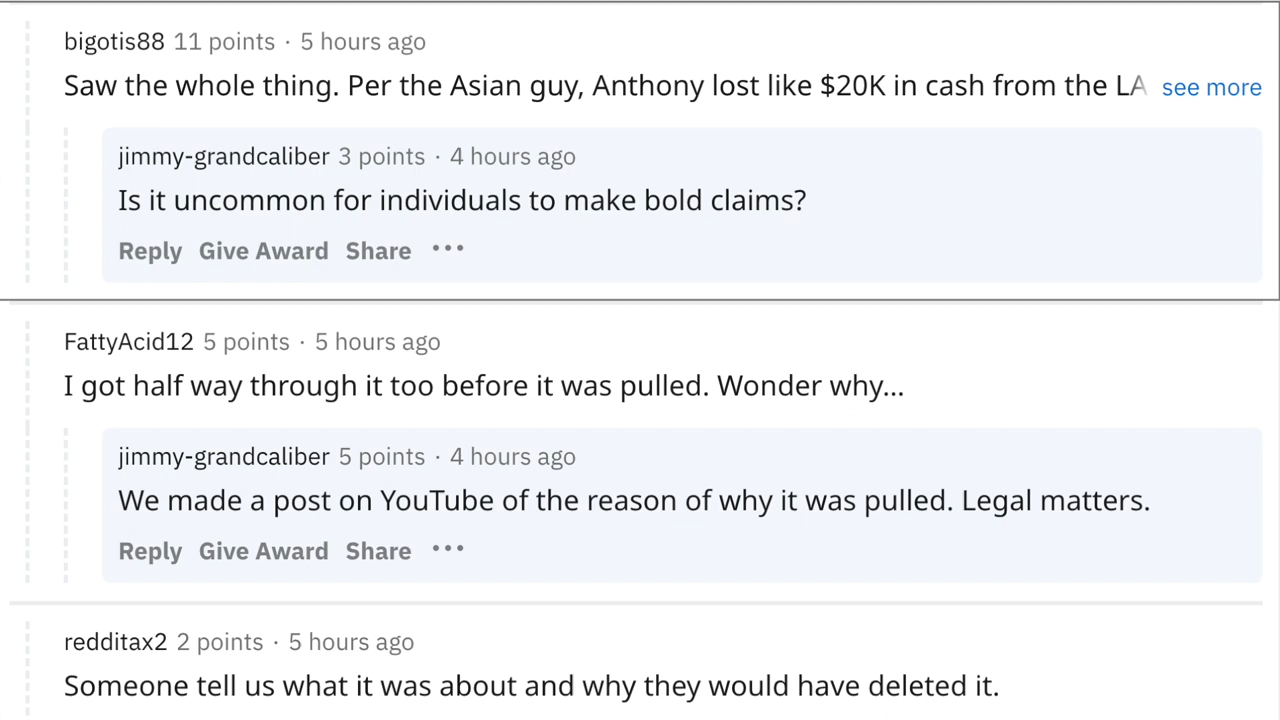 bigotis88 11 points · 5 hours ago
Saw the whole thing. Per the Asian guy, Anthony lost like $20K in cash from the LA see more
jimmy-grandcaliber 3 points · 4 hours ago
Is it uncommon for individuals to make bold claims?
Reply Give Award Share •••
FattyAcid12 5 points · 5 hours ago
I got half way through it too before it was pulled. Wonder why...
jimmy-grandcaliber 5 points · 4 hours ago
We made a post on YouTube of the reason of why it was pulled. Legal matters.
Reply Give Award Share •••
redditax2 2 points · 5 hours ago
Someone tell us what it was about and why they would have deleted it.